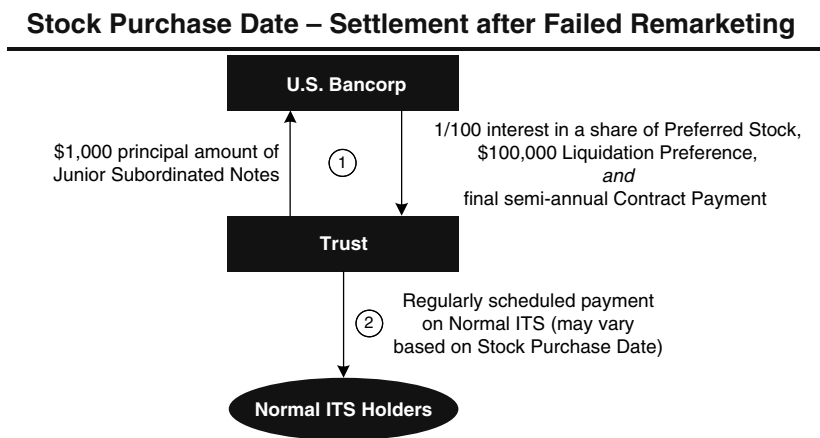 Stock Purchase Date – Settlement after Failed Remarketing
U.S. Bancorp
$1,000 principal amount of
Junior Subordinated Notes
1
1/100 interest in a share of Preferred Stock,
$100,000 Liquidation Preference,
and
final semi-annual Contract Payment
Trust
2
Regularly scheduled payment
on Normal ITS (may vary
based on Stock Purchase Date)
Normal ITS Holders